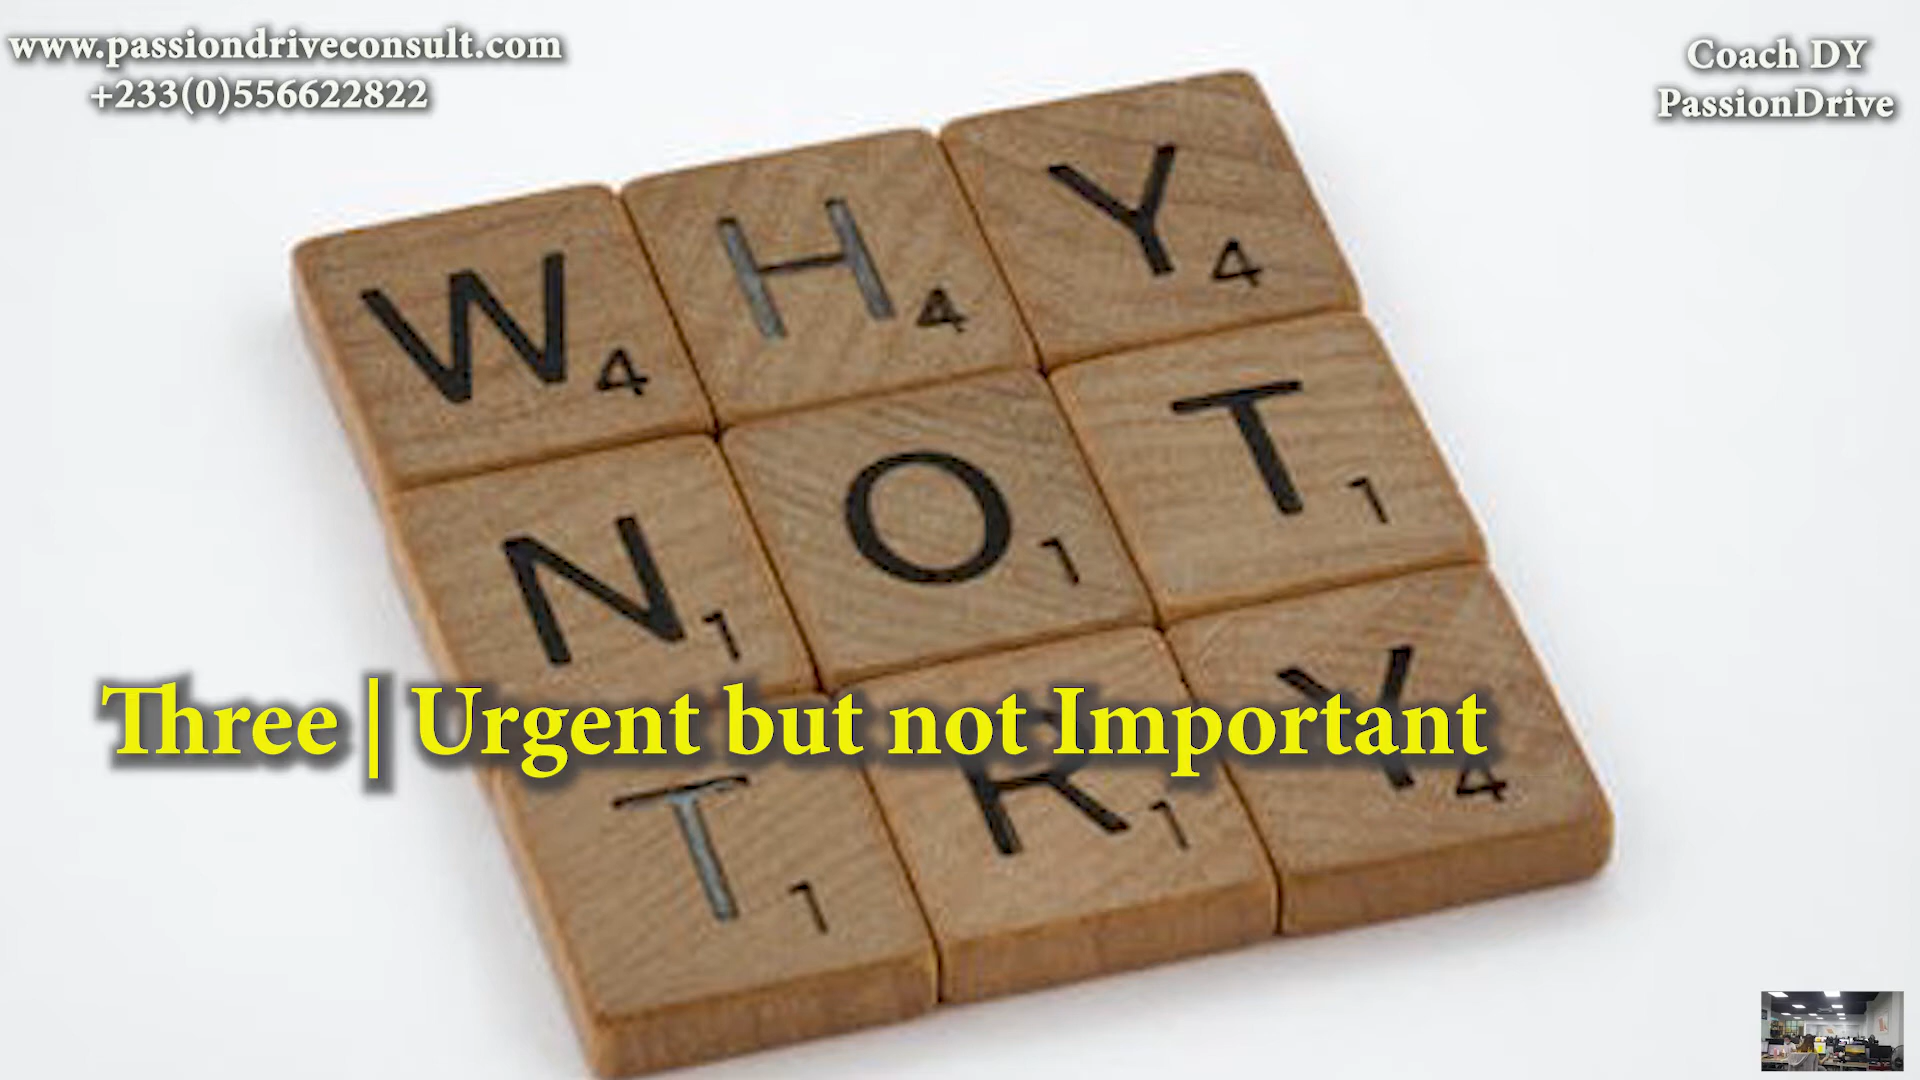 www.passiondriveconsult.com
+233(0)556622822
Coach DY
PassionDrive
W4 H4 Y4
N1 O1 T1
Three | Urgent but not Important
T1 R1 Y4